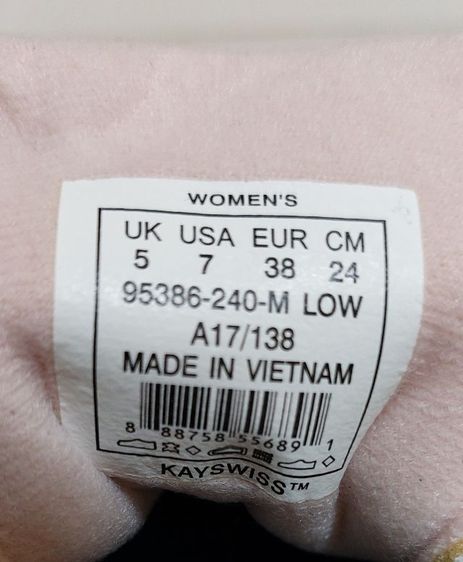 WOMEN'S
UK USA EUR CM
5 7 38 24
95386-240-M LOW
A17/138
MADE IN VIETNAM
8 88758 55689 1
KAYSWISS™